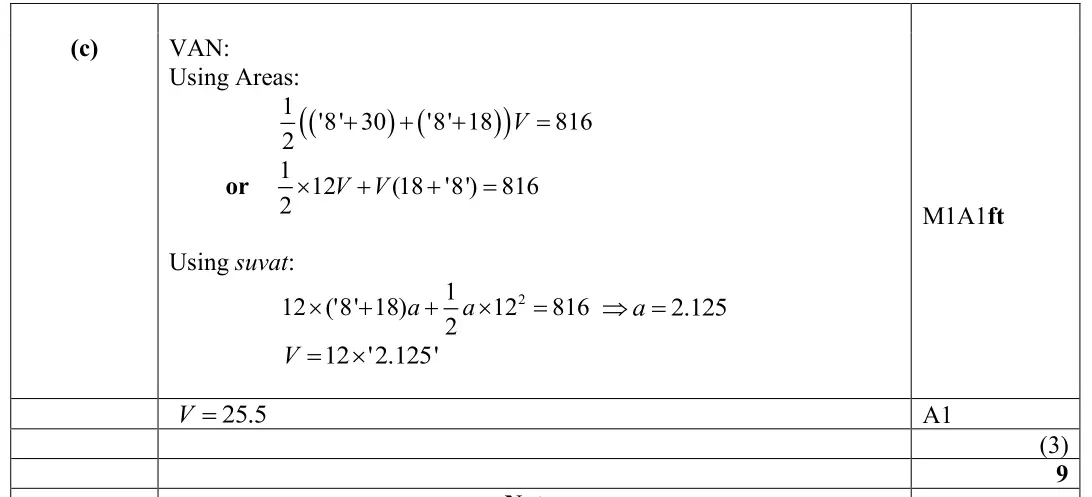 (c) VAN:
Using Areas:
1/2(('8'+30)+('8'+18))V = 816
or 1/2×12V+V(18+'8') = 816
M1A1ft
Using suvat:
12×('8'+18)a+1/2a×12² = 816 ⇒ a = 2.125
V = 12×'2.125'
V = 25.5 A1
(3)
9